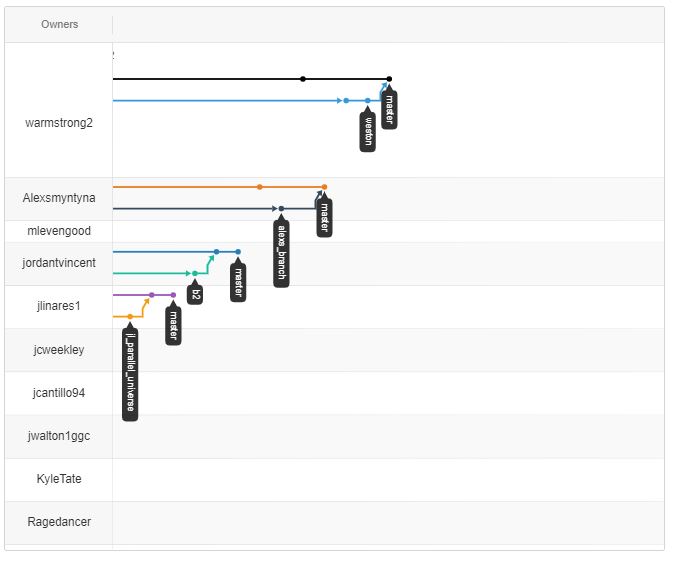 Owners
2
warmstrong2
master
weston
Alexsmyntyna
master
alexs_branch
mlevengood
jordantvincent
master
b2
jlinares1
master
jl_parallel_universe
jcweekley
jcantillo94
jwalton1ggc
KyleTate
Ragedancer